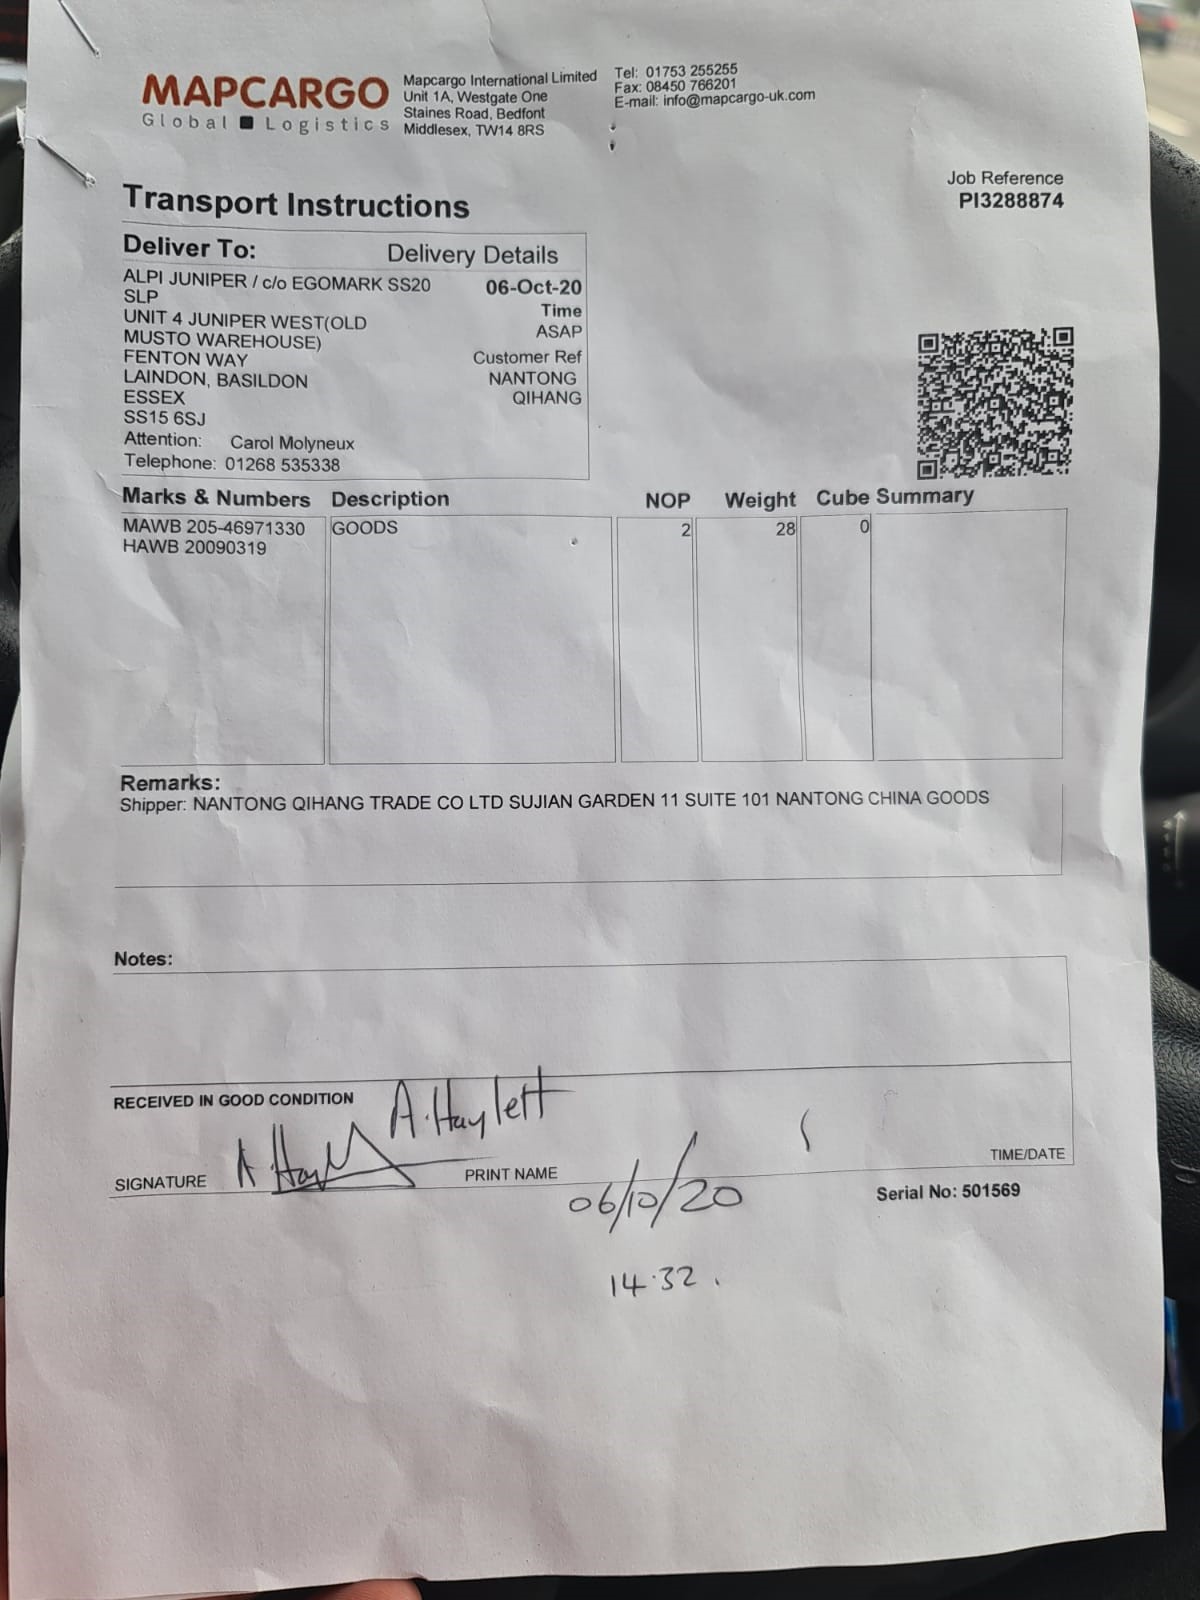 MAPCARGO
Global Logistics
Mapcargo International Limited
Unit 1A, Westgate One
Staines Road, Bedfont
Middlesex, TW14 8RS
Tel: 01753 255255
Fax: 08450 766201
E-mail: info@mapcargo-uk.com
Job Reference
PI3288874
Transport Instructions
Deliver To:
ALPI JUNIPER / c/o EGOMARK SS20
SLP
UNIT 4 JUNIPER WEST(OLD
MUSTO WAREHOUSE)
FENTON WAY
LAINDON, BASILDON
ESSEX
SS15 6SJ
Attention: Carol Molyneux
Telephone: 01268 535338
Delivery Details
06-Oct-20
Time
ASAP
Customer Ref
NANTONG
QIHANG
Marks & Numbers Description NOP Weight Cube Summary
MAWB 205-46971330 GOODS 2 28 0
HAWB 20090319
Remarks:
Shipper: NANTONG QIHANG TRADE CO LTD SUJIAN GARDEN 11 SUITE 101 NANTONG CHINA GOODS
Notes:
RECEIVED IN GOOD CONDITION
A.Haylett
SIGNATURE
PRINT NAME
TIME/DATE
06/10/20
Serial No: 501569
14.32.